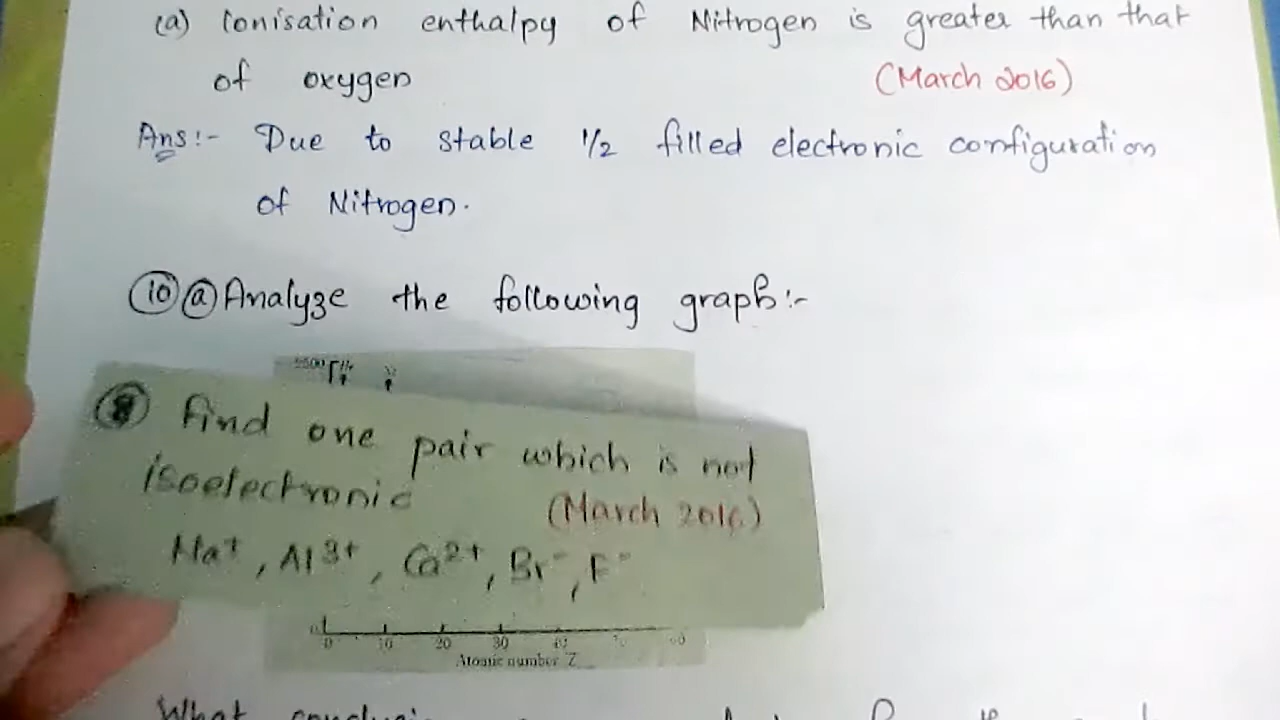 (a) Ionisation enthalpy of Nitrogen is greater than that
of oxygen (March 2016)
Ans:- Due to stable 1/2 filled electronic configuration
of Nitrogen.
10 a Analyze the following graph:-
8 Find one pair which is not
isoelectronic (March 2016)
Na+, Al3+, Ca2+, Br-, F-
0 10 20 30
Atomic number Z
What